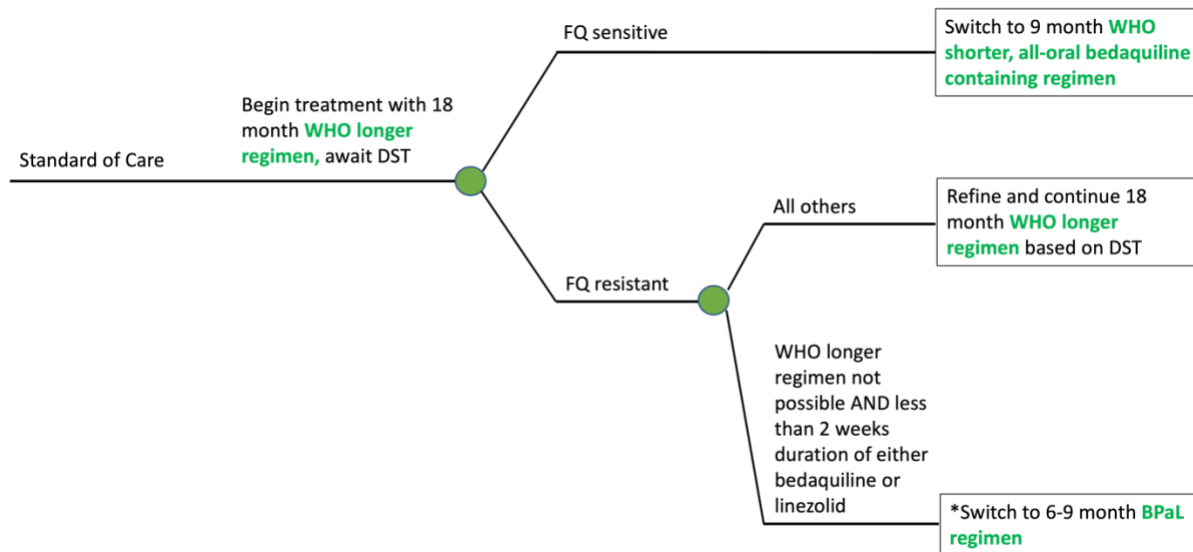 FQ sensitive
Switch to 9 month WHO
shorter, all-oral bedaquiline
containing regimen
Begin treatment with 18
month WHO longer
regimen, await DST
Standard of Care
All others
Refine and continue 18
month WHO longer
regimen based on DST
FQ resistant
WHO longer
regimen not
possible AND less
than 2 weeks
duration of either
bedaquiline or
linezolid
*Switch to 6-9 month BPaL
regimen